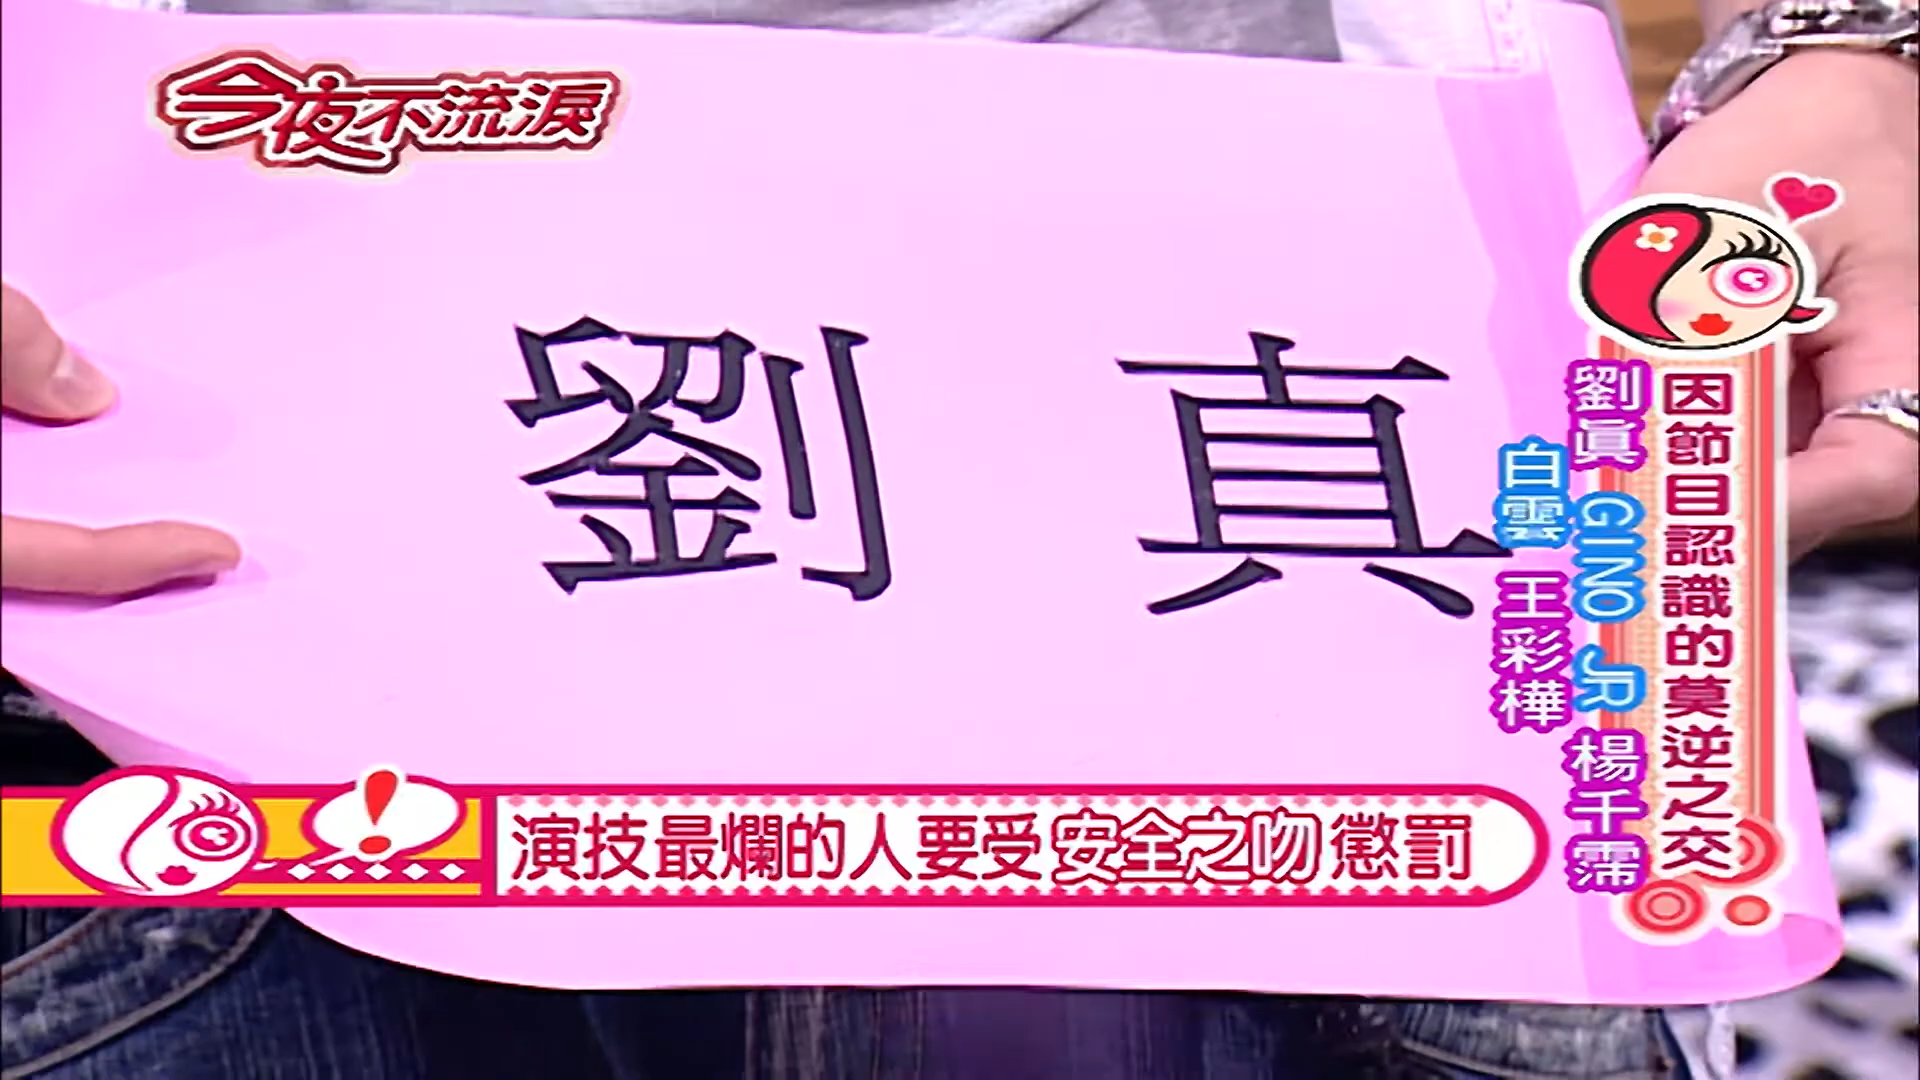 今夜不流淚
劉 真
因節目認識的莫逆之交
劉真 GINO JR 楊千霈
白雲 王彩樺
!
演技最爛的人要受安全之吻懲罰